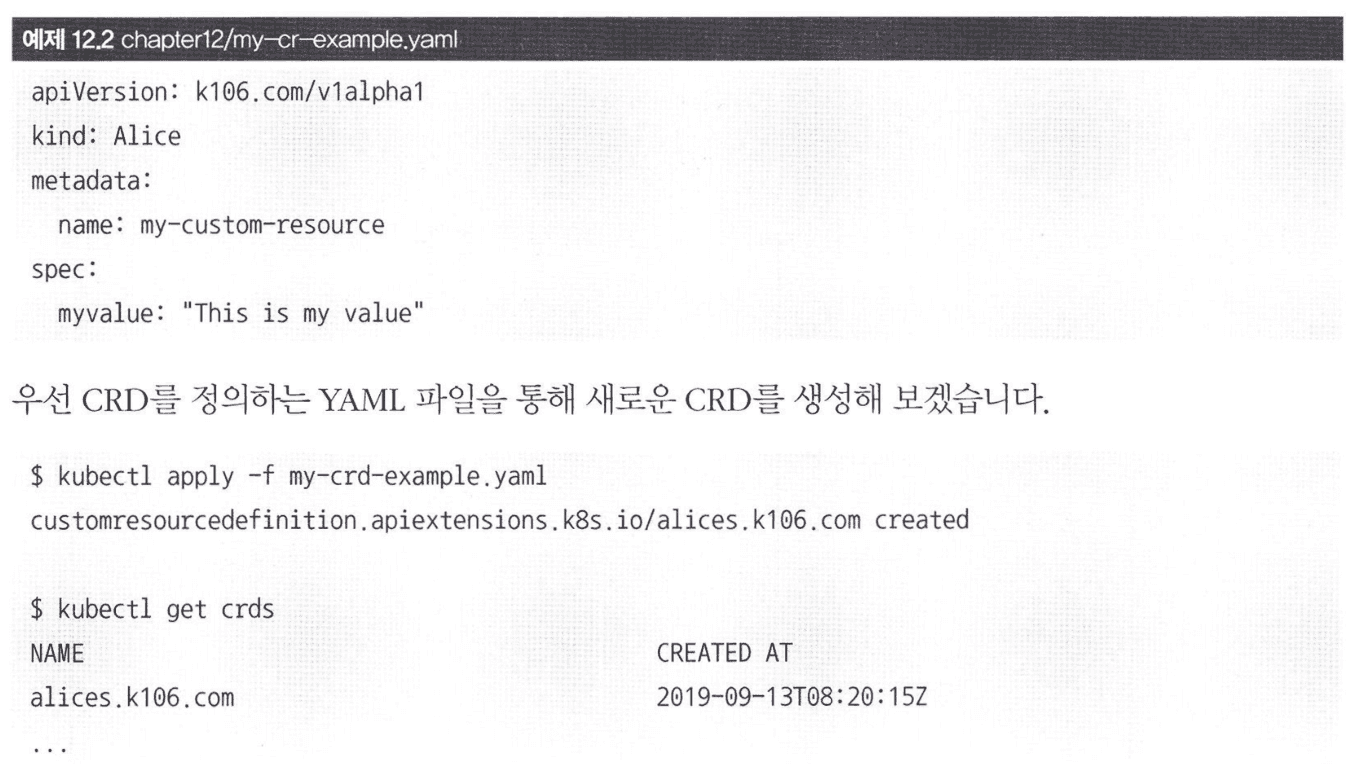 예제 12.2 chapter12/my-cr-example.yaml
apiVersion: k106.com/v1alpha1
kind: Alice
metadata:
  name: my-custom-resource
spec:
  myvalue: "This is my value"
우선 CRD를 정의하는 YAML 파일을 통해 새로운 CRD를 생성해 보겠습니다.
$ kubectl apply -f my-crd-example.yaml
customresourcedefinition.apiextensions.k8s.io/alices.k106.com created
$ kubectl get crds
NAME CREATED AT
alices.k106.com 2019-09-13T08:20:15Z
...